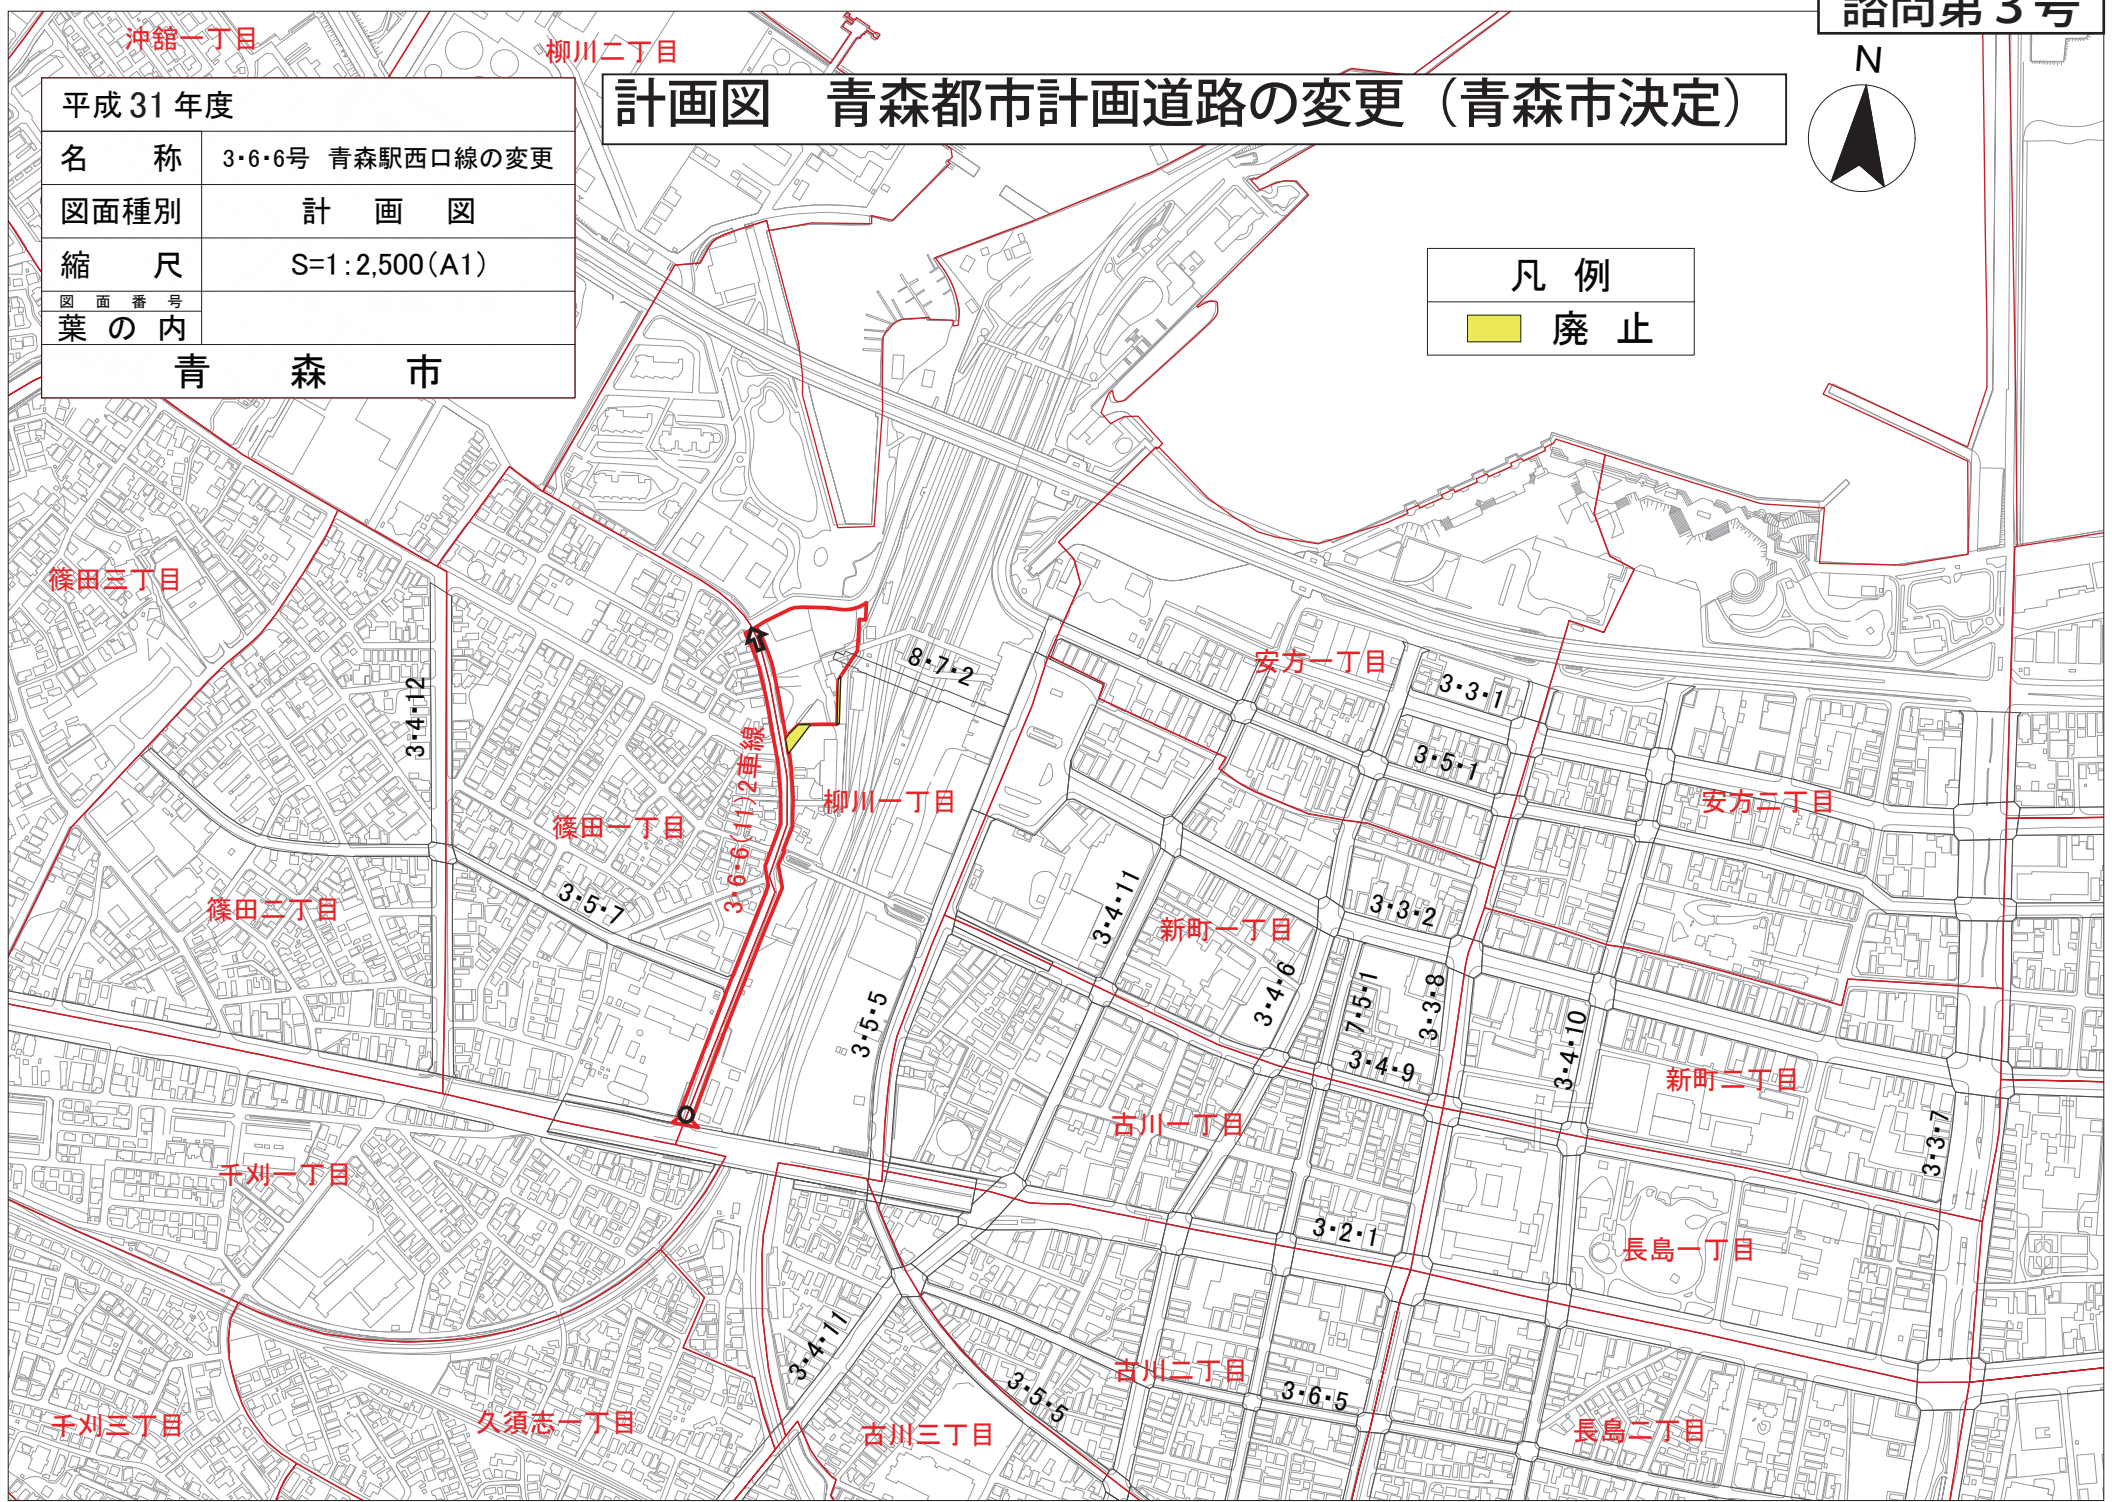 諮問第３号
沖舘一丁目
柳川二丁目
N
計画図　青森都市計画道路の変更（青森市決定）
平成31年度
名　称　3・6・6号　青森駅西口線の変更
図面種別　計　画　図
縮　尺　S=1:2,500(A1)
図面番号
葉の内
青　森　市
凡 例
廃 止
篠田三丁目
3・4・12
8・7・2
安方一丁目
3・3・1
3・5・1
3・6・6(11)2車線
柳川一丁目
安方二丁目
篠田一丁目
篠田二丁目
3・5・7
3・4・11
新町一丁目
3・3・2
3・4・6
7・5・1
3・3・8
3・5・5
3・4・9
3・4・10
新町二丁目
古川一丁目
3・3・7
千刈一丁目
3・2・1
長島一丁目
3・4・11
古川二丁目
3・5・5
3・6・5
千刈三丁目
久須志一丁目
古川三丁目
長島二丁目